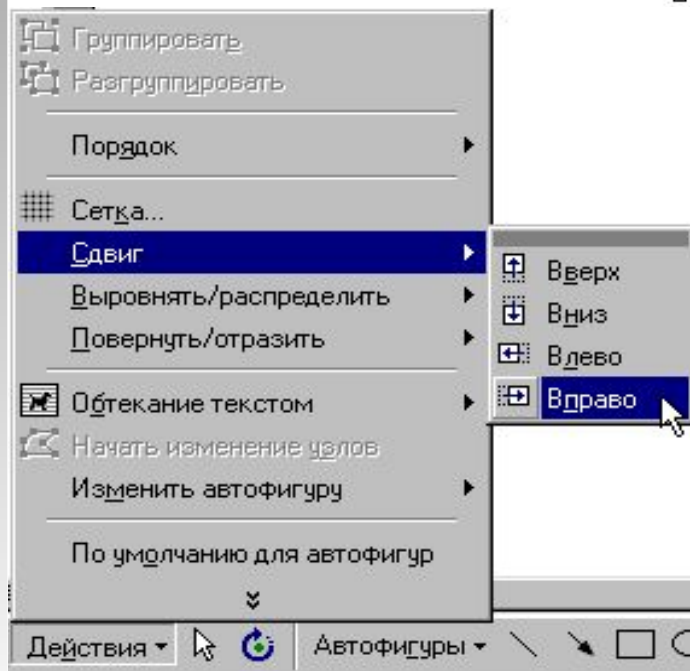 Группировать
Разгруппировать
Порядок
Сетка...
Сдвиг
Выровнять/распределить
Повернуть/отразить
Обтекание текстом
Начать изменение узлов
Изменить автофигуру
По умолчанию для автофигур
Вверх
Вниз
Влево
Вправо
Действия
Автофигуры